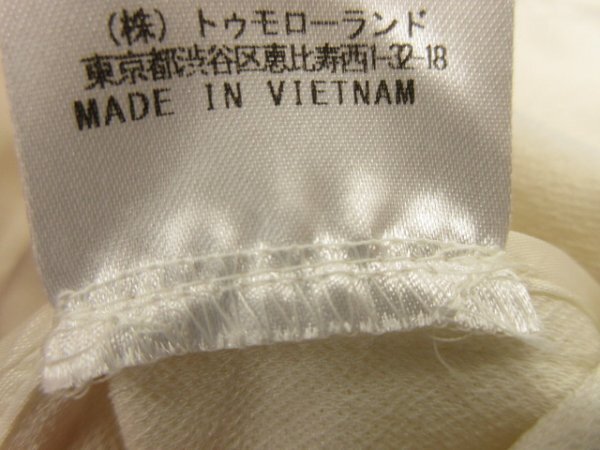 (株) トゥモローランド
東京都渋谷区恵比寿西1-32-18
MADE IN VIETNAM